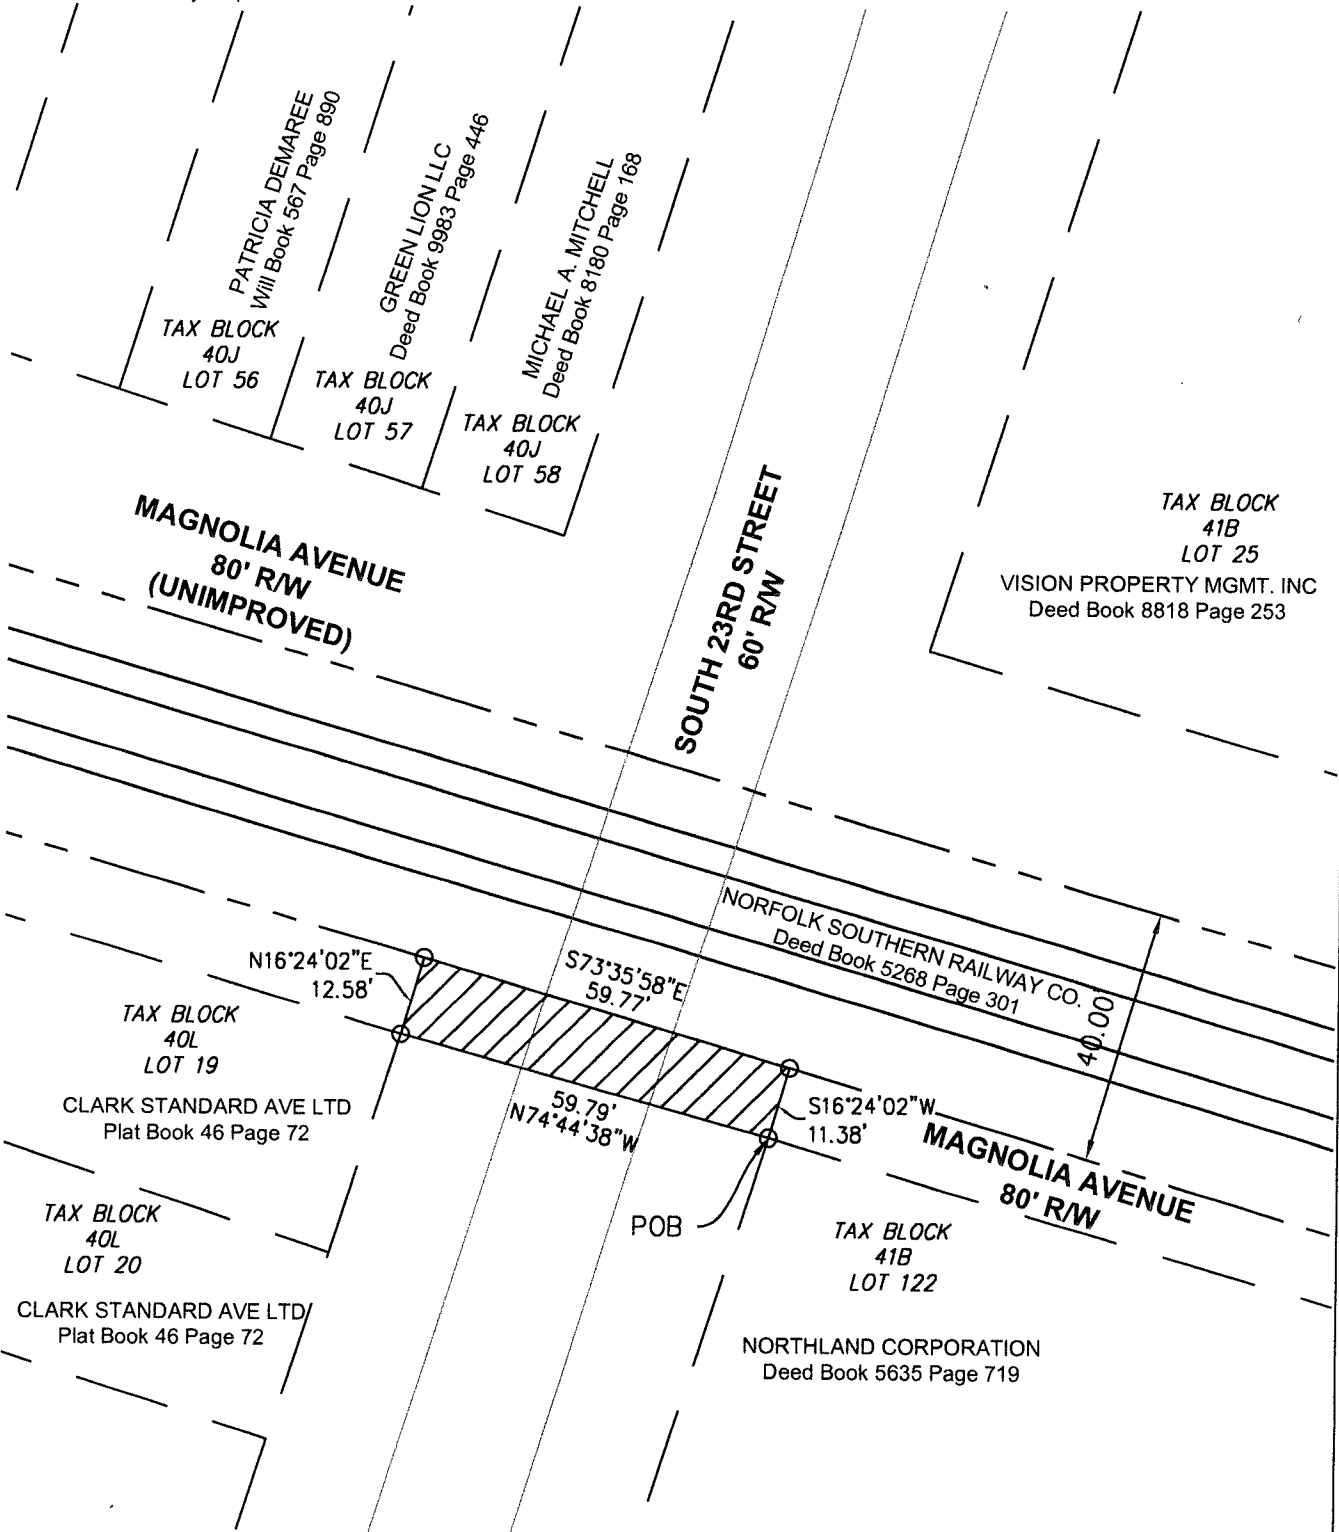 PATRICIA DEMAREE
Will Book 567 Page 890
TAX BLOCK
40J
LOT 56
GREEN LION LLC
Deed Book 9983 Page 446
TAX BLOCK
40J
LOT 57
MICHAEL A. MITCHELL
Deed Book 8180 Page 168
TAX BLOCK
40J
LOT 58
MAGNOLIA AVENUE
80' R/W
(UNIMPROVED)
SOUTH 23RD STREET
60' R/W
TAX BLOCK
41B
LOT 25
VISION PROPERTY MGMT. INC
Deed Book 8818 Page 253
NORFOLK SOUTHERN RAILWAY CO.
Deed Book 5268 Page 301
40.00'
N16°24'02"E
12.58'
S73°35'58"E
59.77'
TAX BLOCK
40L
LOT 19
CLARK STANDARD AVE LTD
Plat Book 46 Page 72
59.79'
N74°44'38"W
S16°24'02"W
11.38'
MAGNOLIA AVENUE
80' R/W
POB
TAX BLOCK
40L
LOT 20
CLARK STANDARD AVE LTD
Plat Book 46 Page 72
TAX BLOCK
41B
LOT 122
NORTHLAND CORPORATION
Deed Book 5635 Page 719